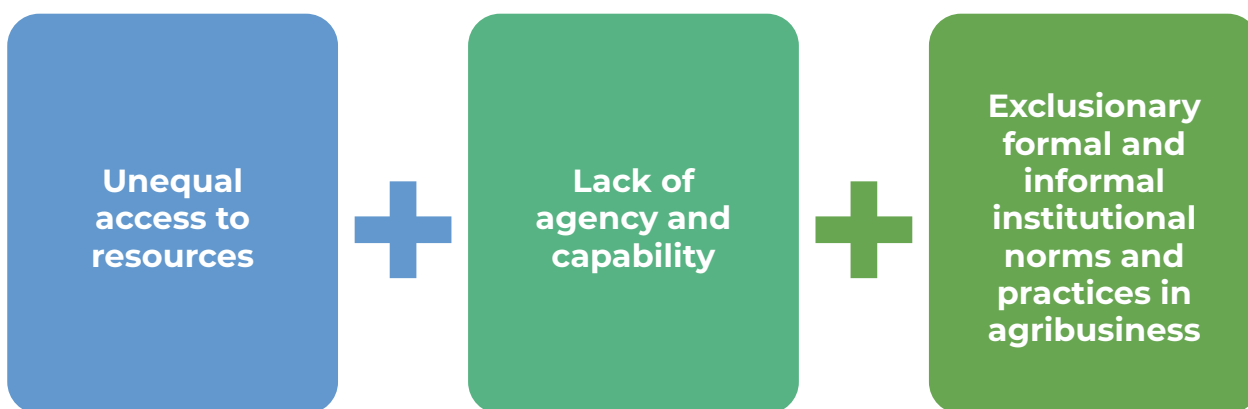 Unequal
access to
resources
Lack of
agency and
capability
Exclusionary
formal and
informal
institutional
norms and
practices in
agribusiness